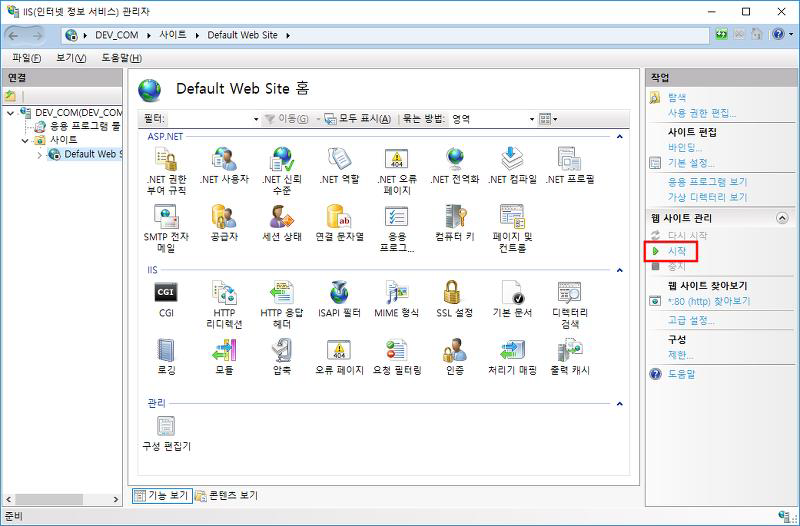 IIS(인터넷 정보 서비스) 관리자
DEV_COM
사이트
Default Web Site
파일(F)
보기(V)
도움말(H)
연결
DEV_COM(DEV_COM
응용 프로그램 풀
사이트
Default Web S
Default Web Site 홈
필터:
이동(G)
모두 표시(A)
묶는 방법:
영역
ASP.NET
.NET 권한 부여 규칙
.NET 사용자
.NET 신뢰 수준
.NET 역할
.NET 오류 페이지
.NET 전역화
.NET 컴파일
.NET 프로필
SMTP 전자 메일
공급자
세션 상태
연결 문자열
응용 프로그...
컴퓨터 키
페이지 및 컨트롤
IIS
CGI
CGI
HTTP 리디렉션
HTTP 응답 헤더
ISAPI 필터
MIME 형식
SSL 설정
기본 문서
디렉터리 검색
로깅
모듈
압축
404
오류 페이지
요청 필터링
인증
처리기 매핑
출력 캐시
관리
구성 편집기
기능 보기
콘텐츠 보기
작업
탐색
사용 권한 편집...
사이트 편집
바인딩...
기본 설정...
응용 프로그램 보기
가상 디렉터리 보기
웹 사이트 관리
다시 시작
시작
중지
웹 사이트 찾아보기
*:80 (http) 찾아보기
고급 설정...
구성
제한...
도움말
준비